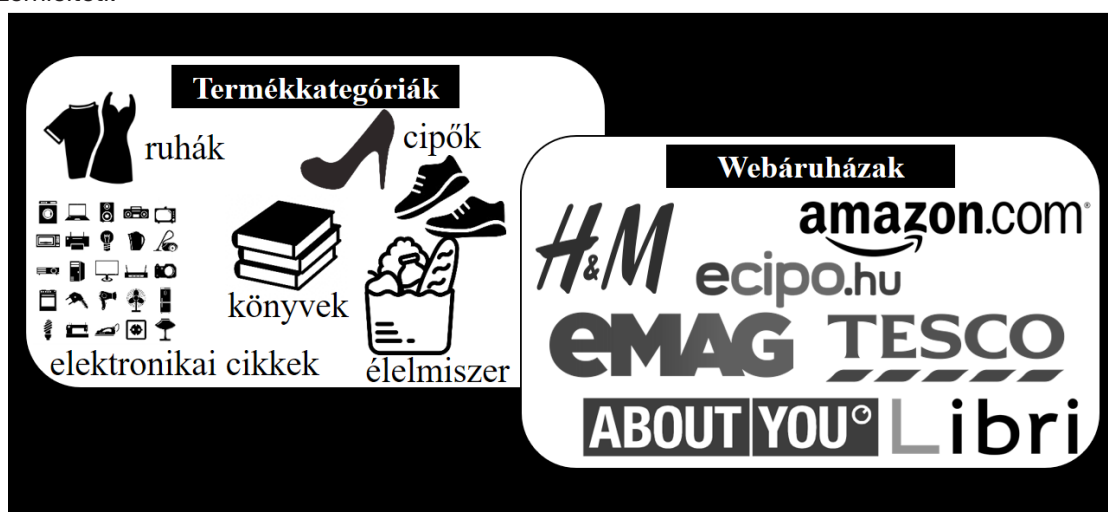 Termékkategóriák
ruhák
cipők
könyvek
elektronikai cikkek
élelmiszer
Webáruházak
H&M
amazon.com
ecipo.hu
eMAG
TESCO
ABOUT YOU
Libri